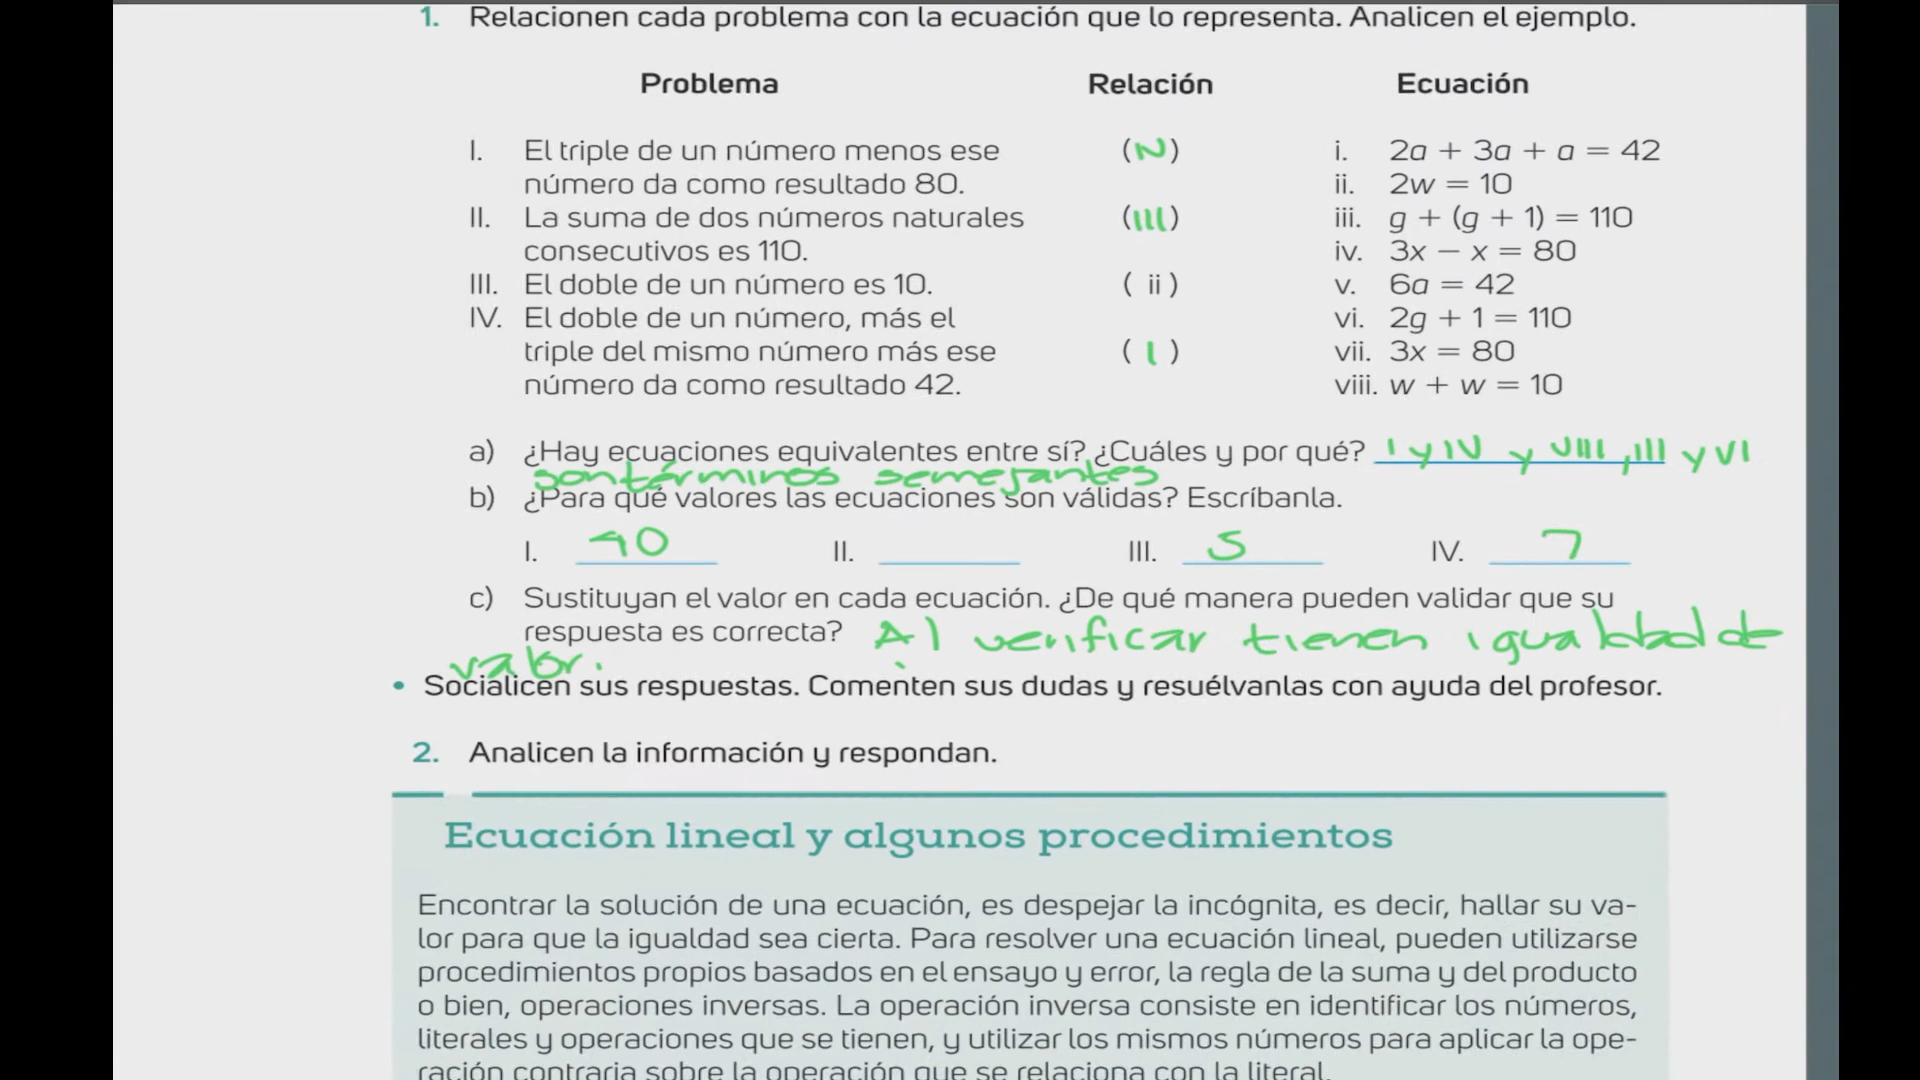 1. Relacionen cada problema con la ecuación que lo representa. Analicen el ejemplo.
Problema Relación Ecuación
I. El triple de un número menos ese (N) i. 2a + 3a + a = 42
número da como resultado 80. ii. 2w = 10
II. La suma de dos números naturales (III) iii. g + (g + 1) = 110
consecutivos es 110. iv. 3x − x = 80
III. El doble de un número es 10. ( ii ) v. 6a = 42
IV. El doble de un número, más el vi. 2g + 1 = 110
triple del mismo número más ese ( I ) vii. 3x = 80
número da como resultado 42. viii. w + w = 10
a) ¿Hay ecuaciones equivalentes entre sí? ¿Cuáles y por qué? I y IV y VIII, III y VI
son términos semejantes
b) ¿Para qué valores las ecuaciones son válidas? Escríbanla.
I. 40 II. III. 5 IV. 7
c) Sustituyan el valor en cada ecuación. ¿De qué manera pueden validar que su
respuesta es correcta? Al verificar tienen igualdad de
valor.
• Socialicen sus respuestas. Comenten sus dudas y resuélvanlas con ayuda del profesor.
2. Analicen la información y respondan.
Ecuación lineal y algunos procedimientos
Encontrar la solución de una ecuación, es despejar la incógnita, es decir, hallar su va-
lor para que la igualdad sea cierta. Para resolver una ecuación lineal, pueden utilizarse
procedimientos propios basados en el ensayo y error, la regla de la suma y del producto
o bien, operaciones inversas. La operación inversa consiste en identificar los números,
literales y operaciones que se tienen, y utilizar los mismos números para aplicar la ope-
ración contraria sobre la operación que se relaciona con la literal.